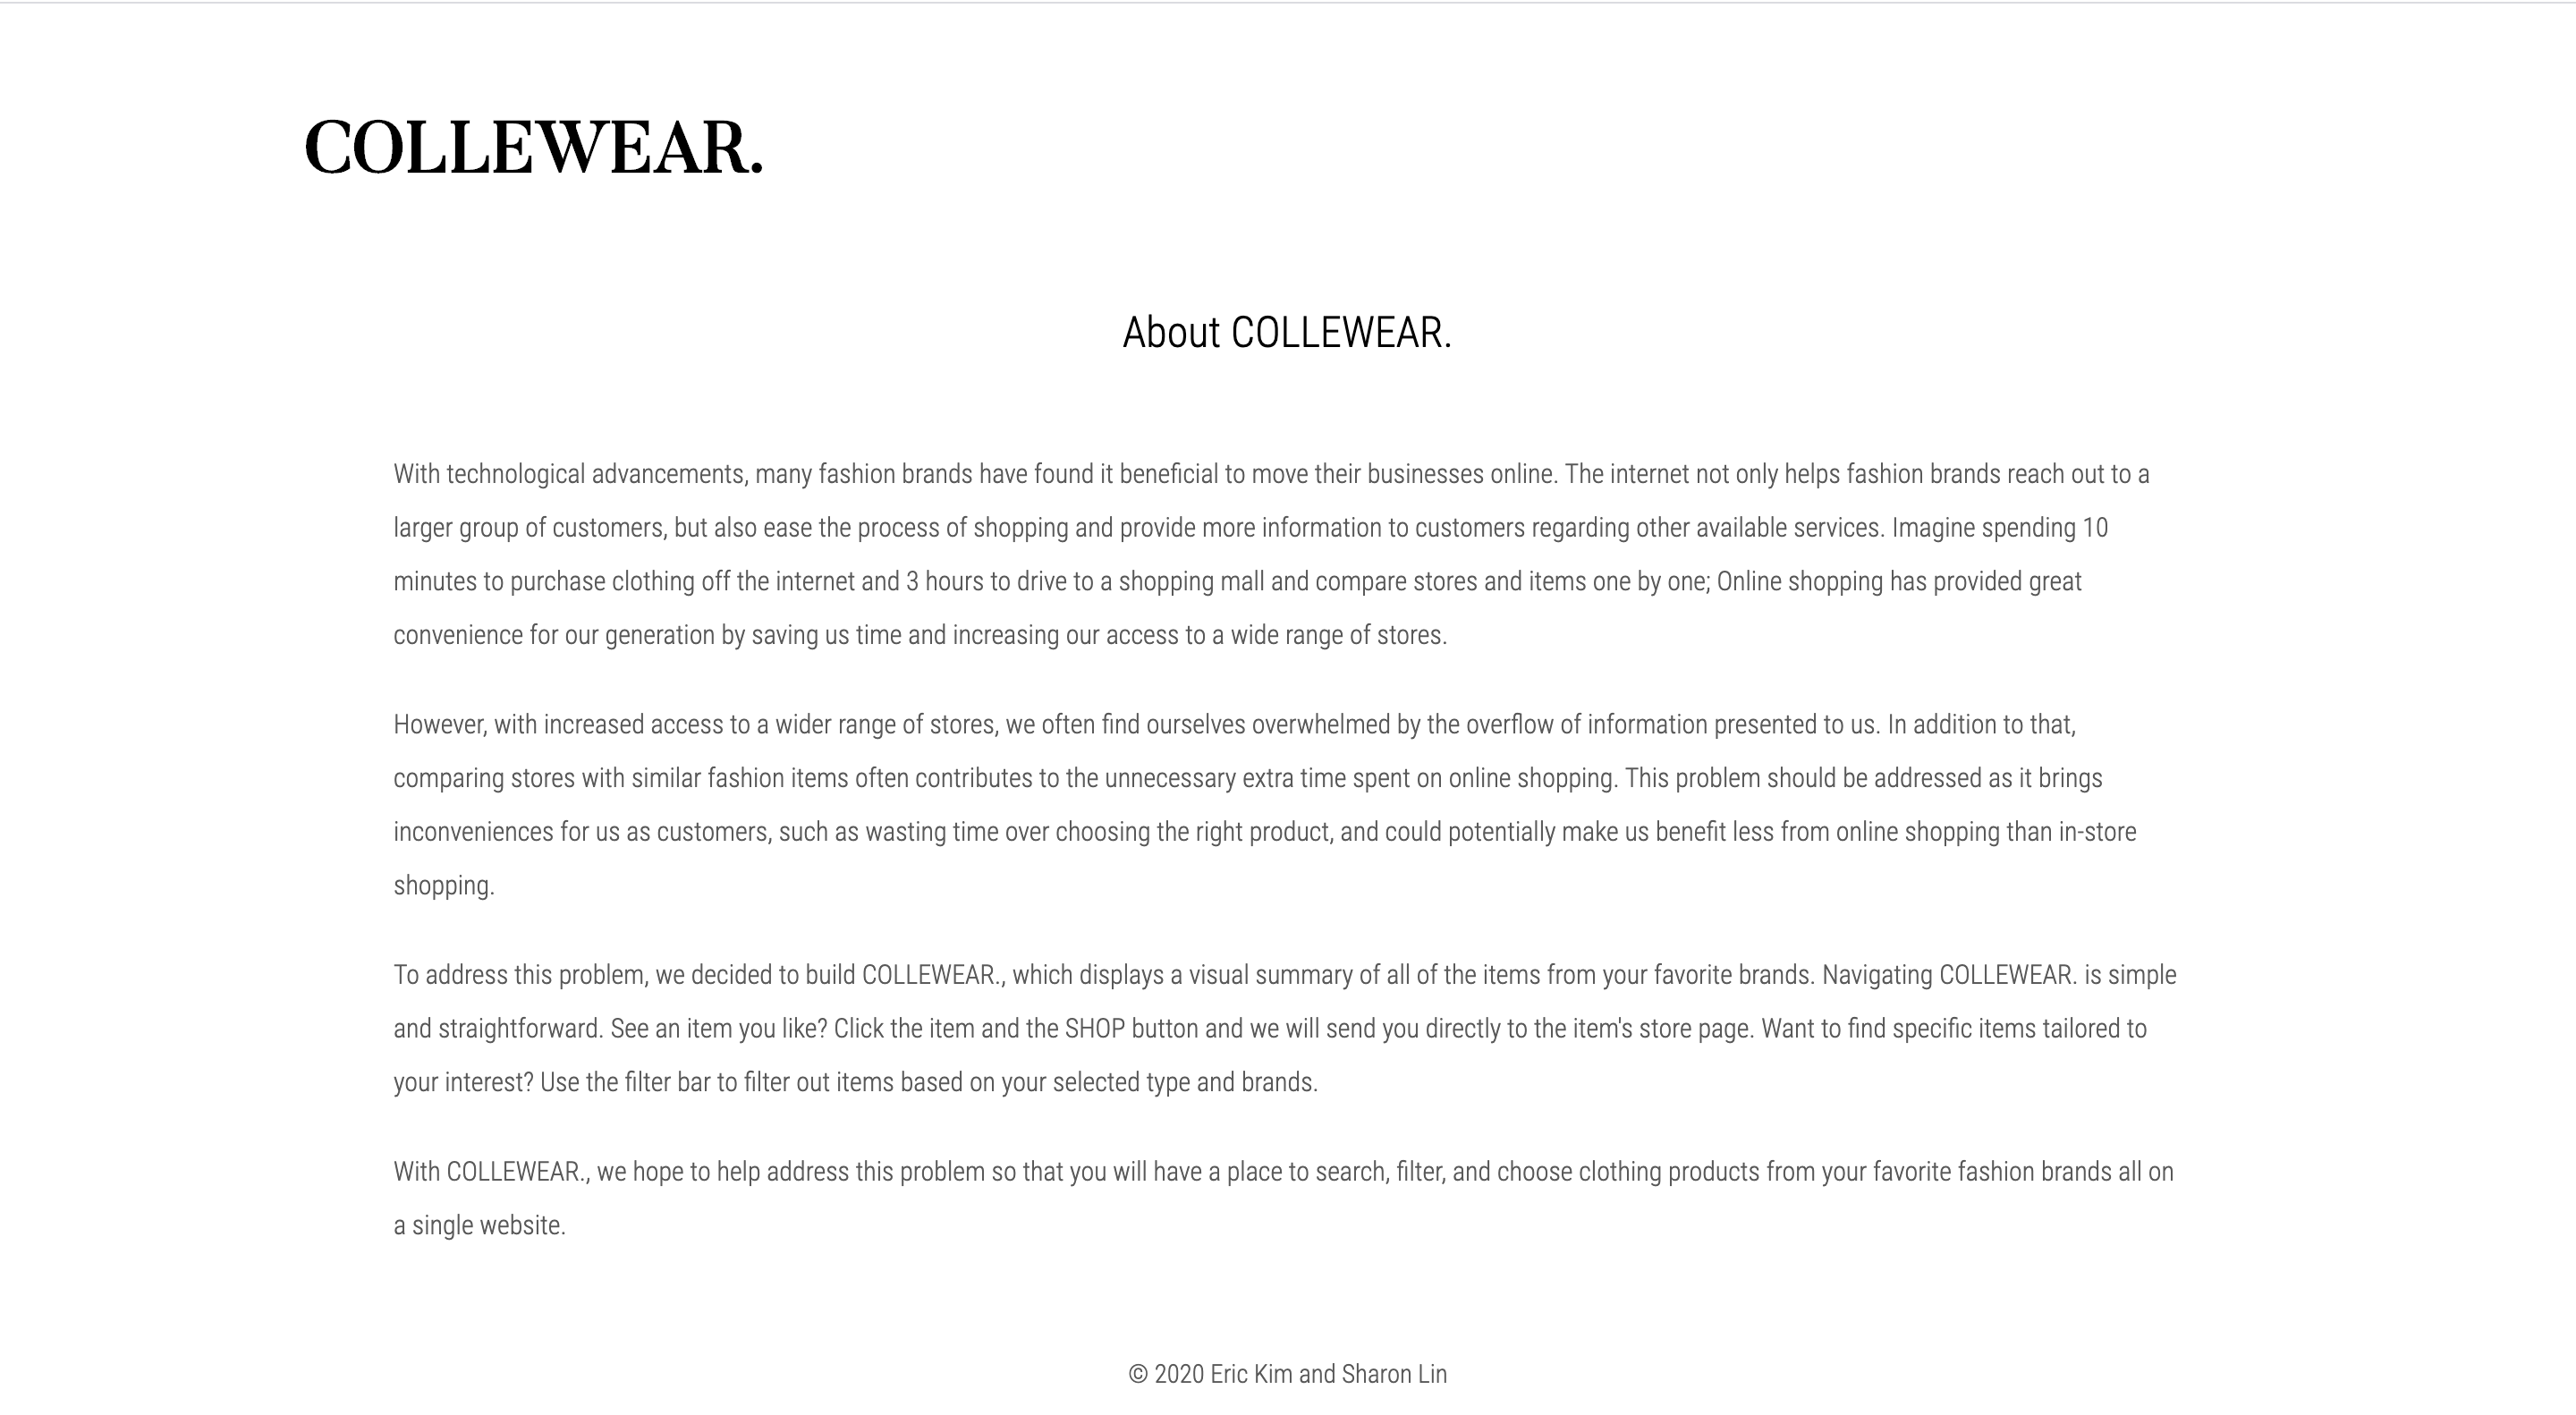 COLLEWEAR.
About COLLEWEAR.
With technological advancements, many fashion brands have found it beneficial to move their businesses online. The internet not only helps fashion brands reach out to a
larger group of customers, but also ease the process of shopping and provide more information to customers regarding other available services. Imagine spending 10
minutes to purchase clothing off the internet and 3 hours to drive to a shopping mall and compare stores and items one by one; Online shopping has provided great
convenience for our generation by saving us time and increasing our access to a wide range of stores.
However, with increased access to a wider range of stores, we often find ourselves overwhelmed by the overflow of information presented to us. In addition to that,
comparing stores with similar fashion items often contributes to the unnecessary extra time spent on online shopping. This problem should be addressed as it brings
inconveniences for us as customers, such as wasting time over choosing the right product, and could potentially make us benefit less from online shopping than in-store
shopping.
To address this problem, we decided to build COLLEWEAR., which displays a visual summary of all of the items from your favorite brands. Navigating COLLEWEAR. is simple
and straightforward. See an item you like? Click the item and the SHOP button and we will send you directly to the item's store page. Want to find specific items tailored to
your interest? Use the filter bar to filter out items based on your selected type and brands.
With COLLEWEAR., we hope to help address this problem so that you will have a place to search, filter, and choose clothing products from your favorite fashion brands all on
a single website.
© 2020 Eric Kim and Sharon Lin